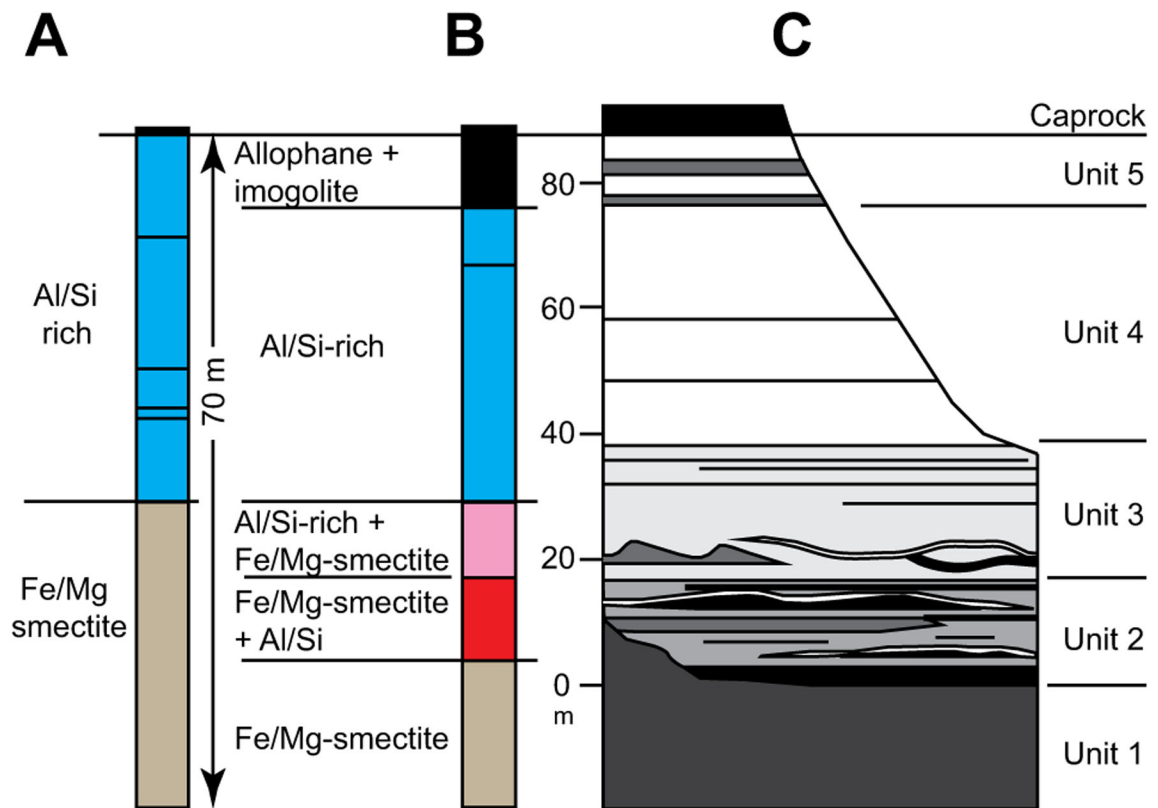 A
B
C
Al/Si
rich
Fe/Mg
smectite
70 m
Allophane +
imogolite
Al/Si-rich
Al/Si-rich +
Fe/Mg-smectite
Fe/Mg-smectite
+ Al/Si
Fe/Mg-smectite
80
60
40
20
0
m
Caprock
Unit 5
Unit 4
Unit 3
Unit 2
Unit 1